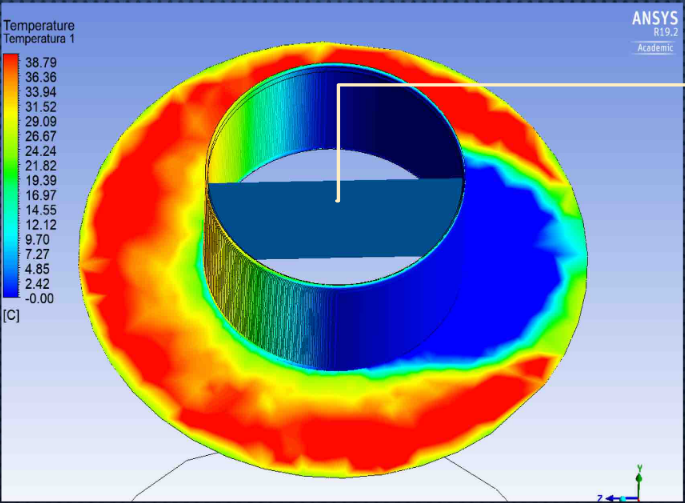 Temperature
Temperatura 1
38.79
36.36
33.94
31.52
29.09
26.67
24.24
21.82
19.39
16.97
14.55
12.12
9.70
7.27
4.85
2.42
-0.00
[C]
ANSYS
R19.2
Academic
Y
Z